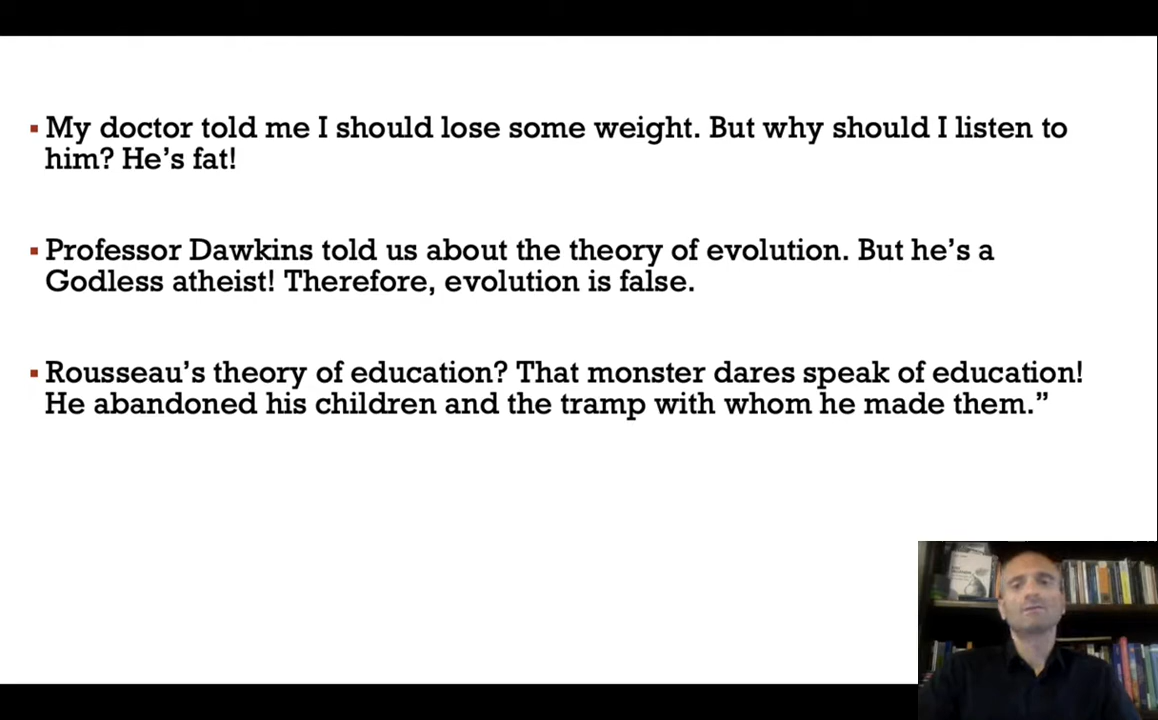 ▪ My doctor told me I should lose some weight. But why should I listen to
him? He’s fat!
▪ Professor Dawkins told us about the theory of evolution. But he’s a
Godless atheist! Therefore, evolution is false.
▪ Rousseau’s theory of education? That monster dares speak of education!
He abandoned his children and the tramp with whom he made them.”